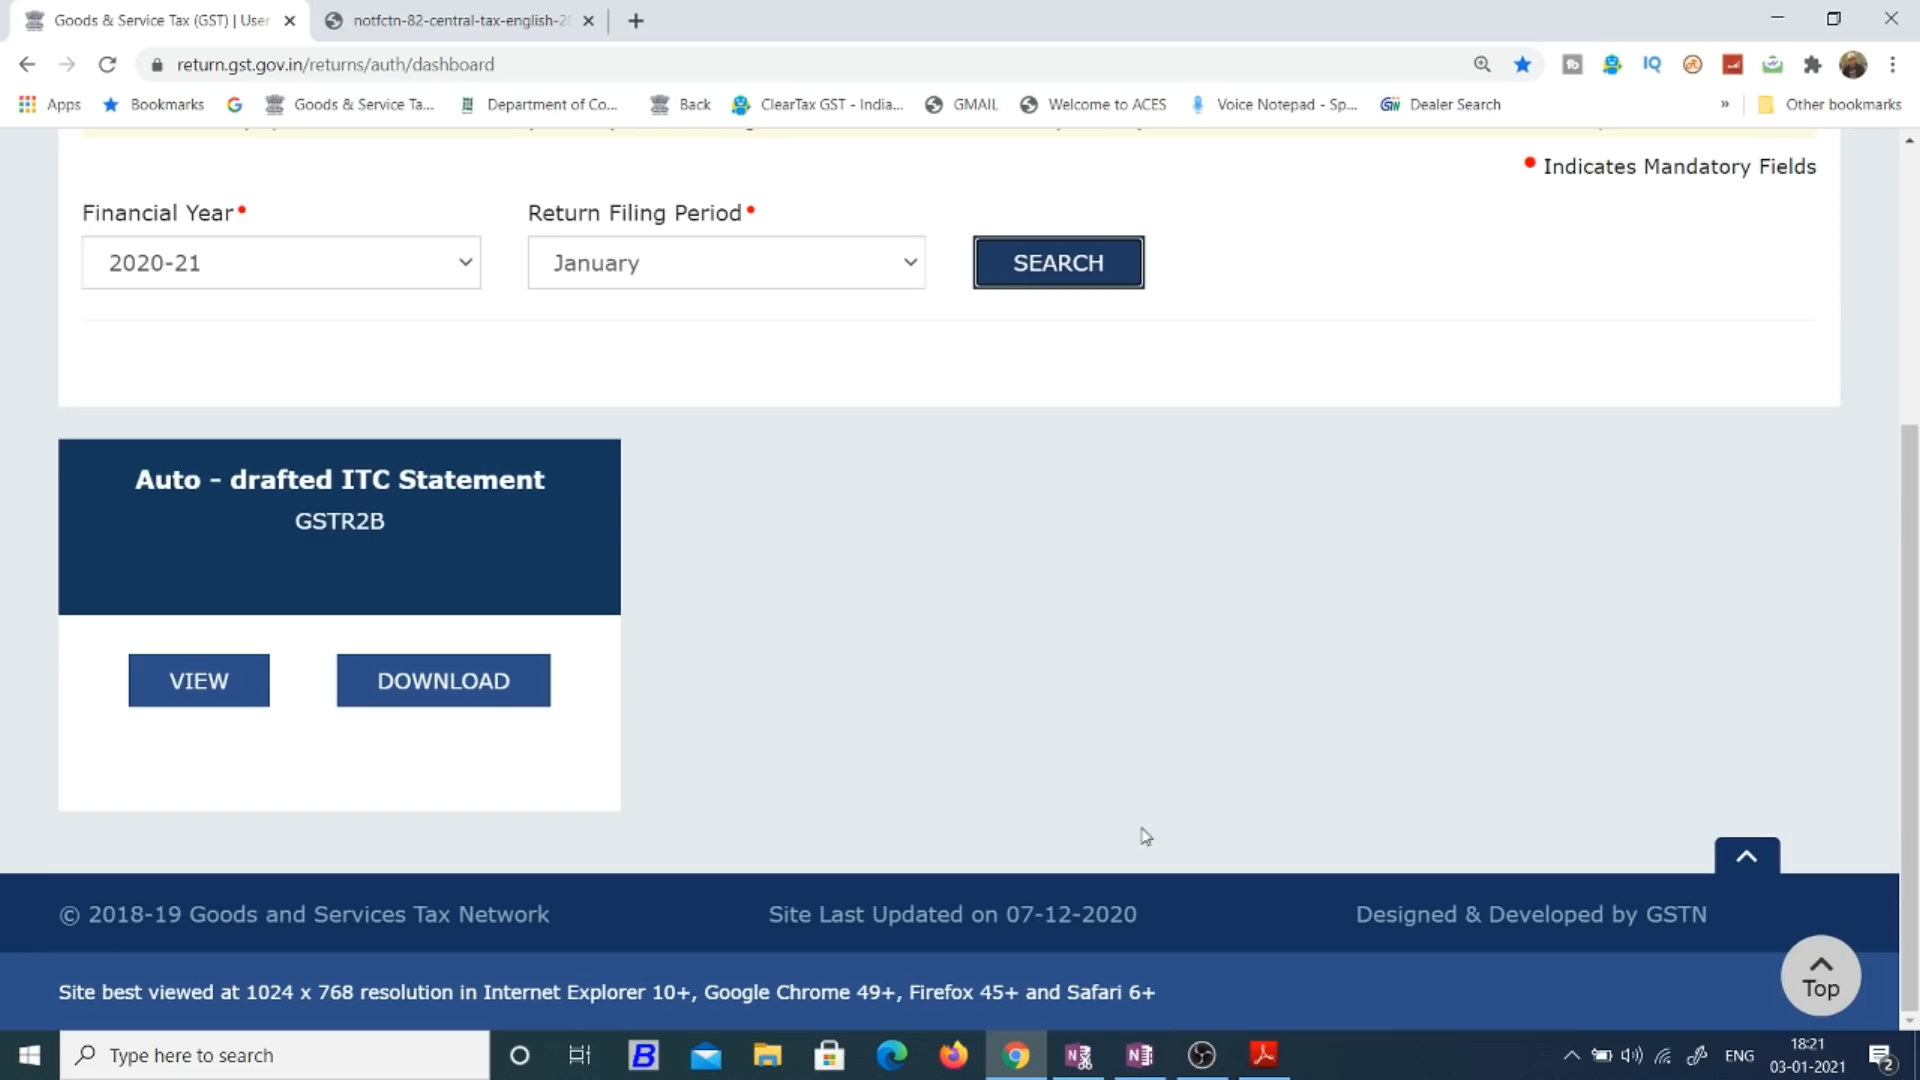 Goods & Service Tax (GST) | User
notfctn-82-central-tax-english-20
return.gst.gov.in/returns/auth/dashboard
IQ
Apps
Bookmarks
Goods & Service Ta...
Department of Co...
Back
ClearTax GST - India...
GMAIL
Welcome to ACES
Voice Notepad - Sp...
Dealer Search
»
Other bookmarks
Indicates Mandatory Fields
Financial Year
Return Filing Period
2020-21
January
SEARCH
Auto - drafted ITC Statement
GSTR2B
VIEW
DOWNLOAD
© 2018-19 Goods and Services Tax Network
Site Last Updated on 07-12-2020
Designed & Developed by GSTN
Site best viewed at 1024 x 768 resolution in Internet Explorer 10+, Google Chrome 49+, Firefox 45+ and Safari 6+
Top
Type here to search
ENG
18:21
03-01-2021
2